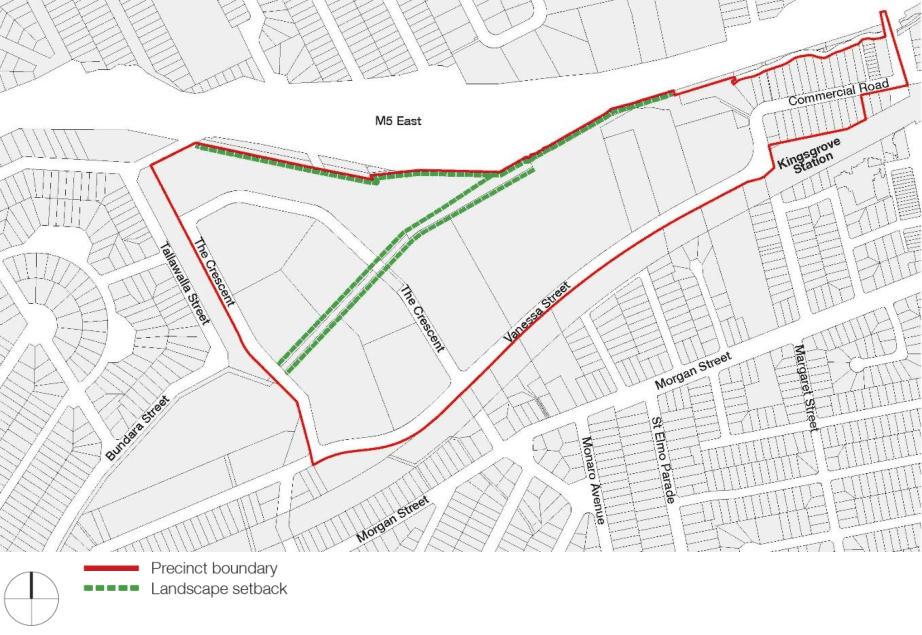 M5 East
Commercial Road
Kingsgrove
Station
The Crescent
Tallawalla Street
The Crescent
Vanessa Street
Morgan Street
Margaret Street
Bundara Street
St Elmo Parade
Monaro Avenue
Morgan Street
Precinct boundary
Landscape setback